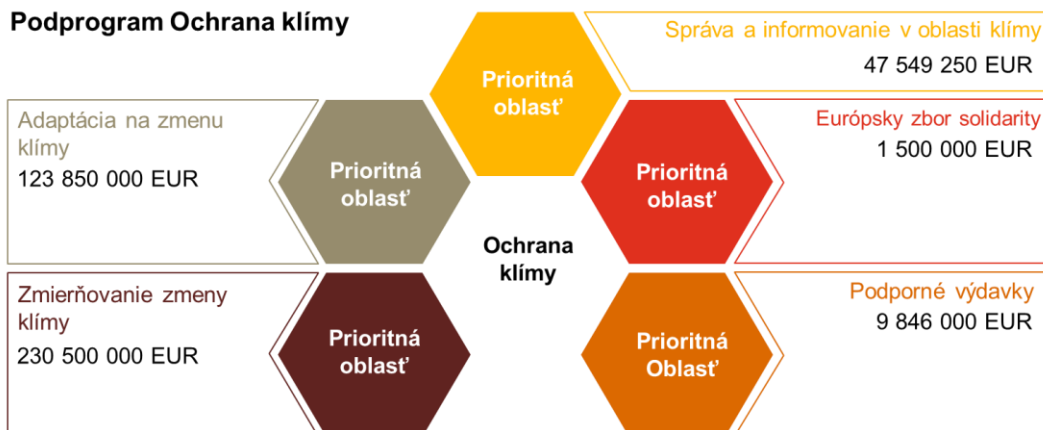 Podprogram Ochrana klímy
Správa a informovanie v oblasti klímy
47 549 250 EUR
Prioritná
oblasť
Adaptácia na zmenu
klímy
123 850 000 EUR
Prioritná
oblasť
Európsky zbor solidarity
1 500 000 EUR
Prioritná
oblasť
Ochrana
klímy
Zmierňovanie zmeny
klímy
230 500 000 EUR
Prioritná
oblasť
Podporné výdavky
9 846 000 EUR
Prioritná
Oblasť